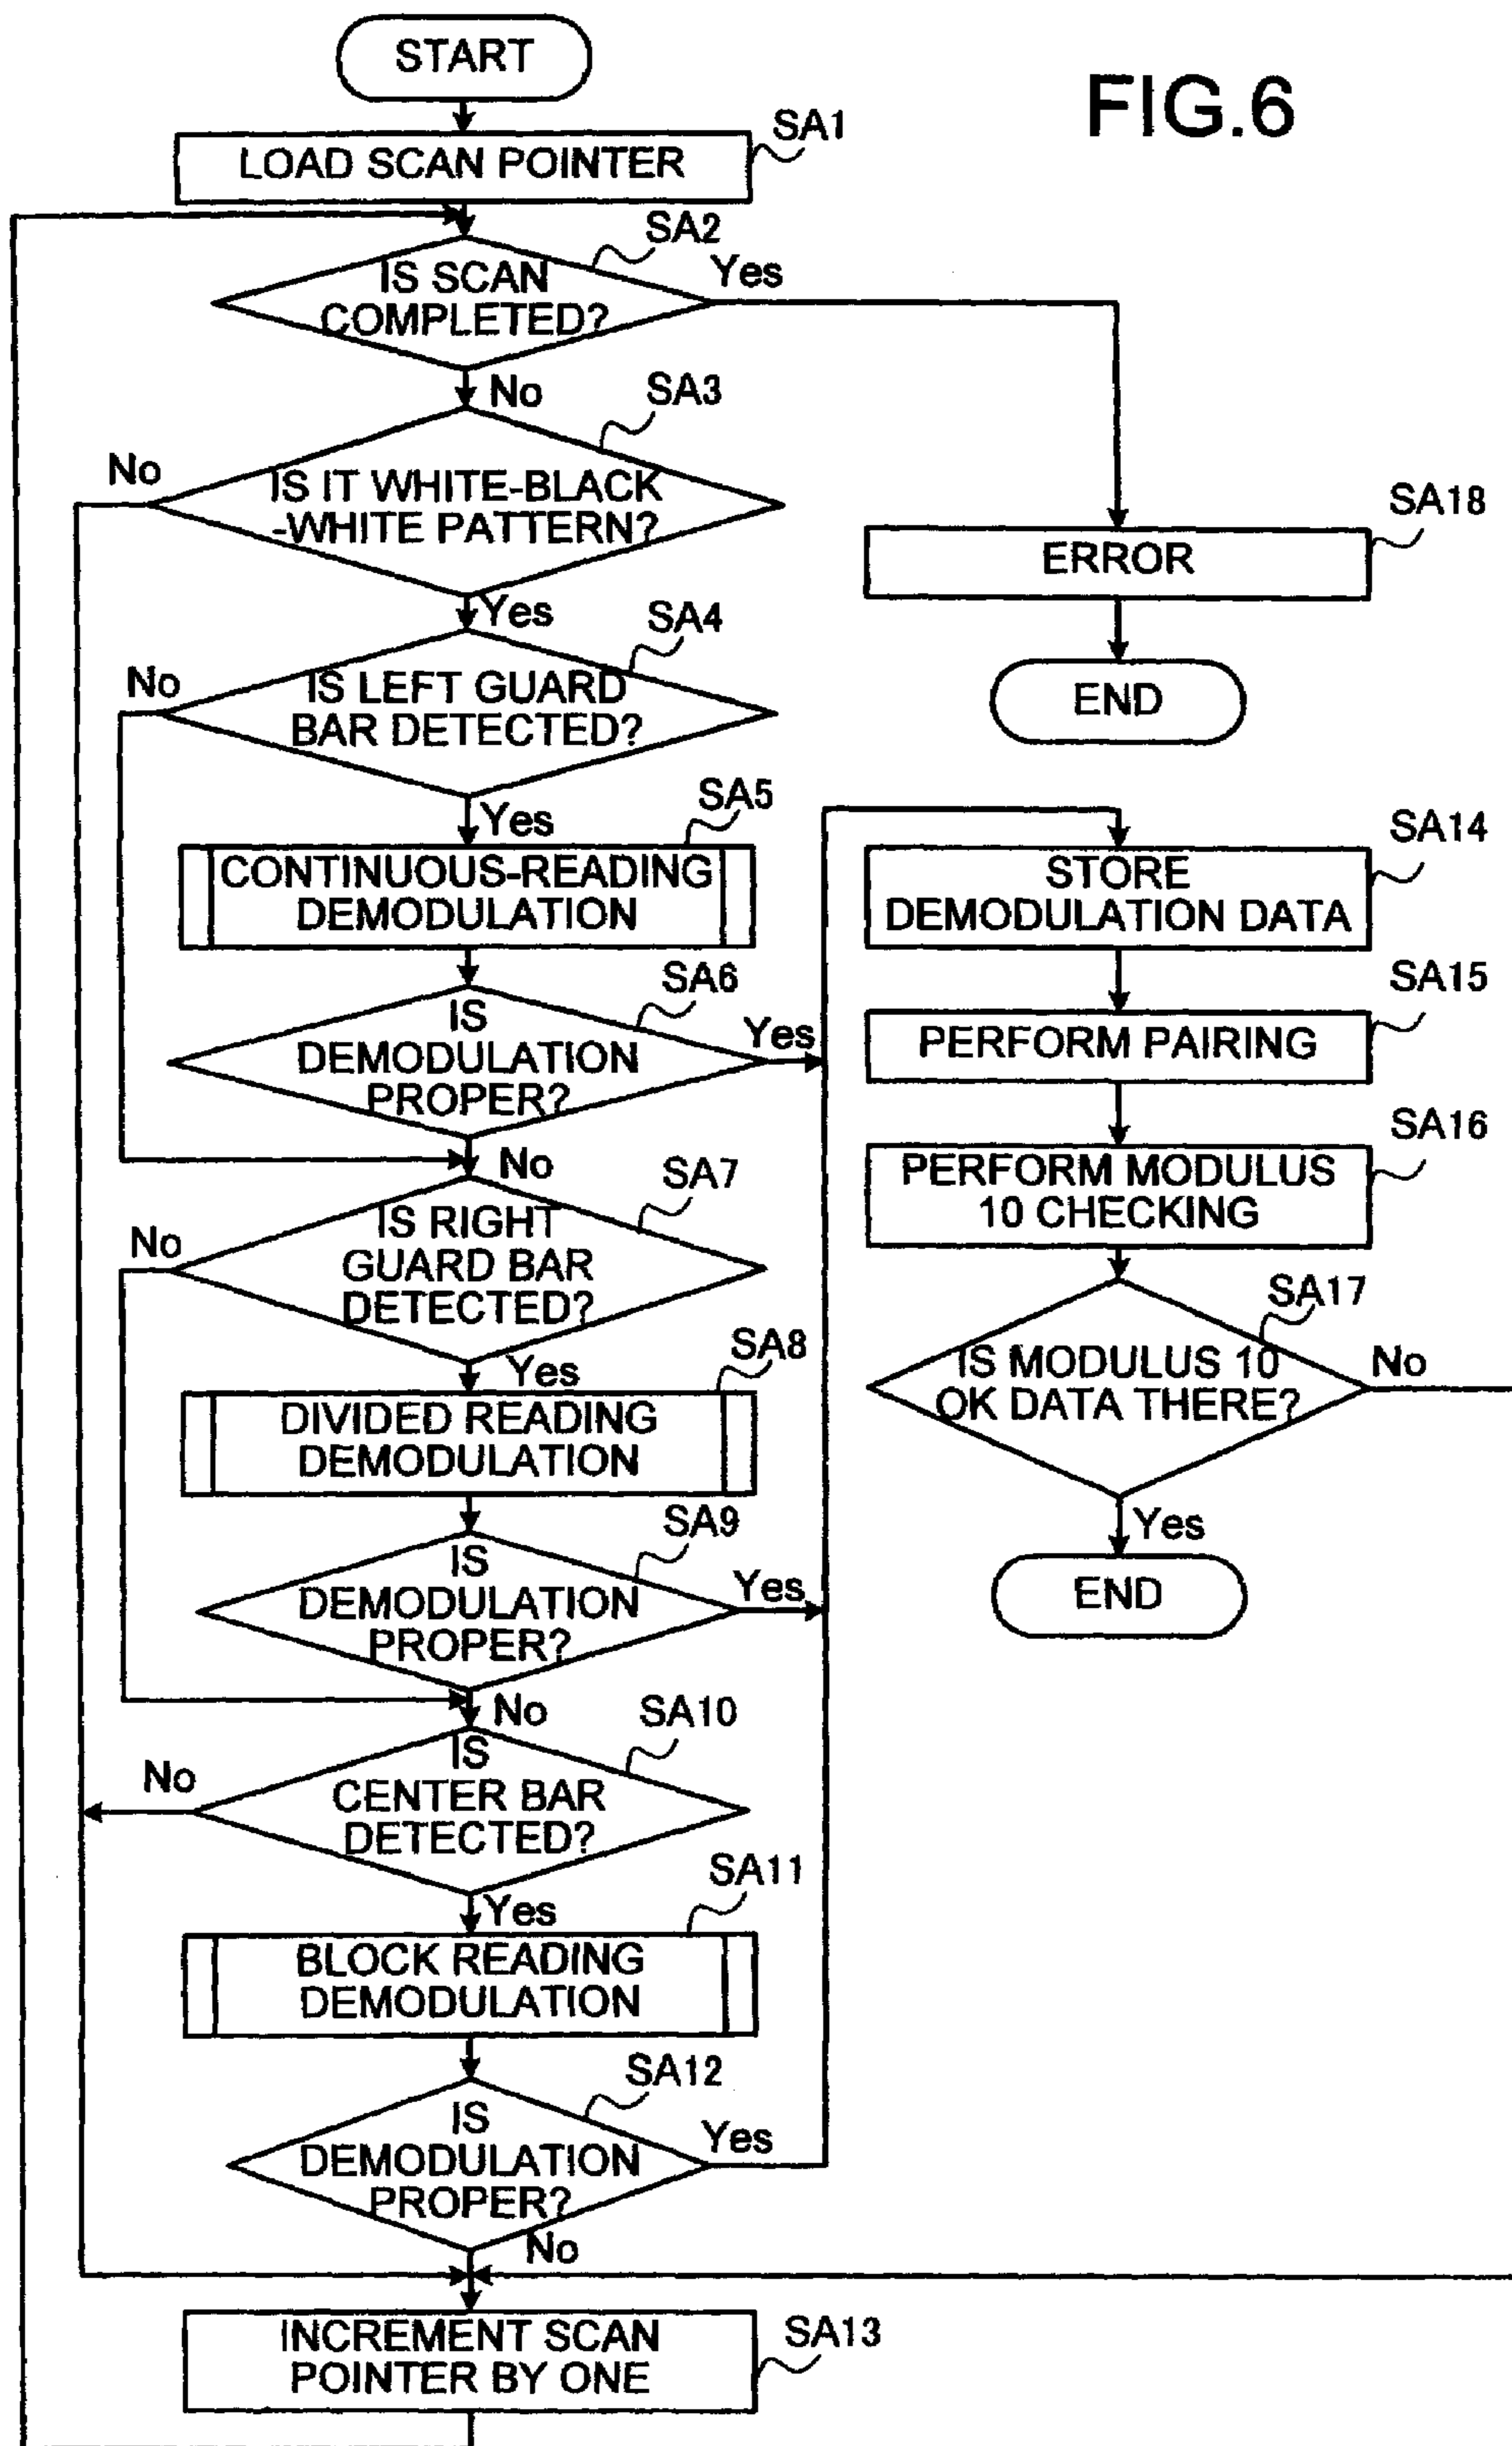 FIG.6
START
SA1
LOAD SCAN POINTER
SA2
IS SCAN
COMPLETED?
Yes
No
SA3
IS IT WHITE-BLACK
-WHITE PATTERN?
No
Yes
SA4
IS LEFT GUARD
BAR DETECTED?
No
Yes
SA5
CONTINUOUS-READING
DEMODULATION
SA6
IS
DEMODULATION
PROPER?
Yes
No
SA7
IS RIGHT
GUARD BAR
DETECTED?
No
Yes
SA8
DIVIDED READING
DEMODULATION
SA9
IS
DEMODULATION
PROPER?
Yes
No
SA10
IS
CENTER BAR
DETECTED?
No
Yes
SA11
BLOCK READING
DEMODULATION
SA12
IS
DEMODULATION
PROPER?
Yes
No
SA13
INCREMENT SCAN
POINTER BY ONE
SA18
ERROR
END
SA14
STORE
DEMODULATION DATA
SA15
PERFORM PAIRING
SA16
PERFORM MODULUS
10 CHECKING
SA17
IS MODULUS 10
OK DATA THERE?
No
Yes
END